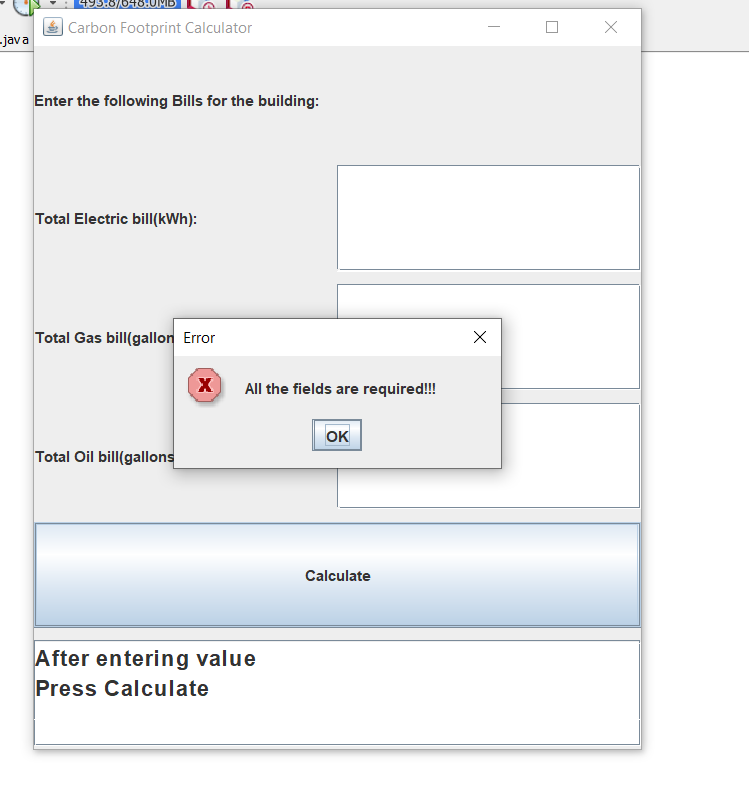 493.8/648.0MB
.java
Carbon Footprint Calculator
Enter the following Bills for the building:
Total Electric bill(kWh):
Total Gas bill(gallon
Error
All the fields are required!!!
OK
Total Oil bill(gallons
Calculate
After entering value
Press Calculate